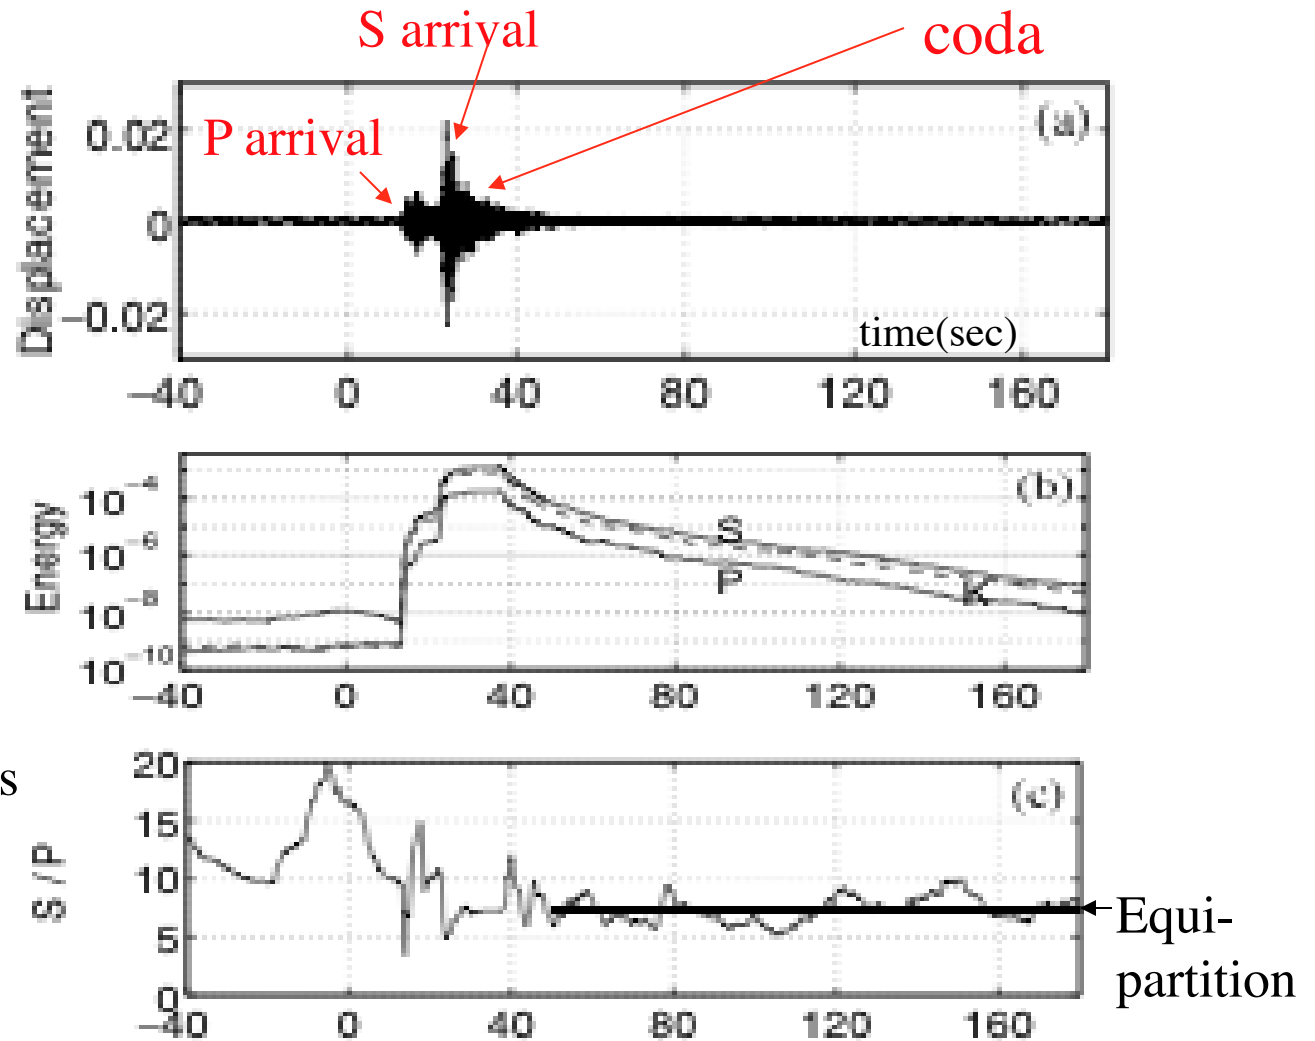 S arrival
coda
P arrival
(a)
Displacement
0.02
0
−0.02
time(sec)
−40 0 40 80 120 160
(b)
Energy
10−4
10−6
10−8
10−10
S
P
K
−40 0 40 80 120 160
s
(c)
S / P
20
15
10
5
0
−40 0 40 80 120 160
Equi-
partition